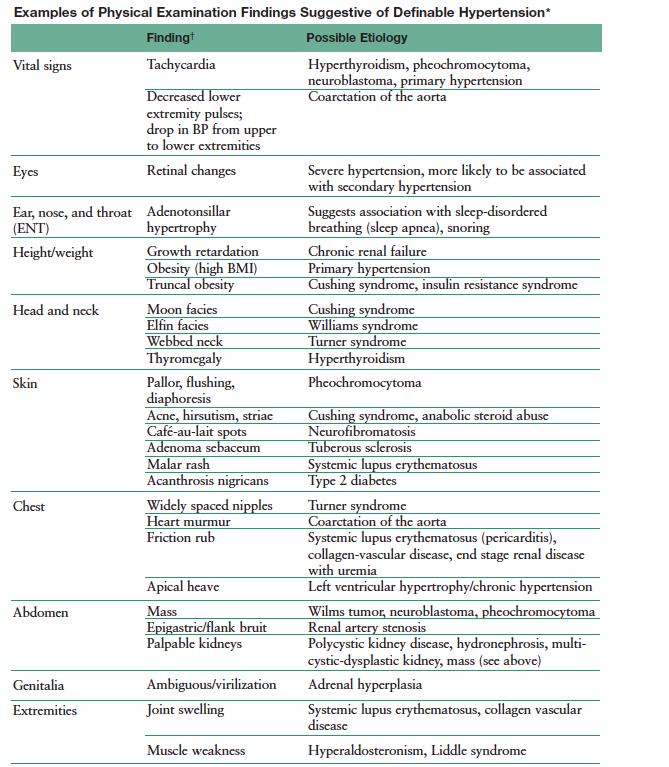 Examples of Physical Examination Findings Suggestive of Definable Hypertension*
Finding† Possible Etiology
Vital signs Tachycardia Hyperthyroidism, pheochromocytoma,
neuroblastoma, primary hypertension
Decreased lower Coarctation of the aorta
extremity pulses;
drop in BP from upper
to lower extremities
Eyes Retinal changes Severe hypertension, more likely to be associated
with secondary hypertension
Ear, nose, and throat Adenotonsillar Suggests association with sleep-disordered
(ENT) hypertrophy breathing (sleep apnea), snoring
Height/weight Growth retardation Chronic renal failure
Obesity (high BMI) Primary hypertension
Truncal obesity Cushing syndrome, insulin resistance syndrome
Head and neck Moon facies Cushing syndrome
Elfin facies Williams syndrome
Webbed neck Turner syndrome
Thyromegaly Hyperthyroidism
Skin Pallor, flushing, Pheochromocytoma
diaphoresis
Acne, hirsutism, striae Cushing syndrome, anabolic steroid abuse
Café-au-lait spots Neurofibromatosis
Adenoma sebaceum Tuberous sclerosis
Malar rash Systemic lupus erythematosus
Acanthrosis nigricans Type 2 diabetes
Chest Widely spaced nipples Turner syndrome
Heart murmur Coarctation of the aorta
Friction rub Systemic lupus erythematosus (pericarditis),
collagen-vascular disease, end stage renal disease
with uremia
Apical heave Left ventricular hypertrophy/chronic hypertension
Abdomen Mass Wilms tumor, neuroblastoma, pheochromocytoma
Epigastric/flank bruit Renal artery stenosis
Palpable kidneys Polycystic kidney disease, hydronephrosis, multi-
cystic-dysplastic kidney, mass (see above)
Genitalia Ambiguous/virilization Adrenal hyperplasia
Extremities Joint swelling Systemic lupus erythematosus, collagen vascular
disease
Muscle weakness Hyperaldosteronism, Liddle syndrome